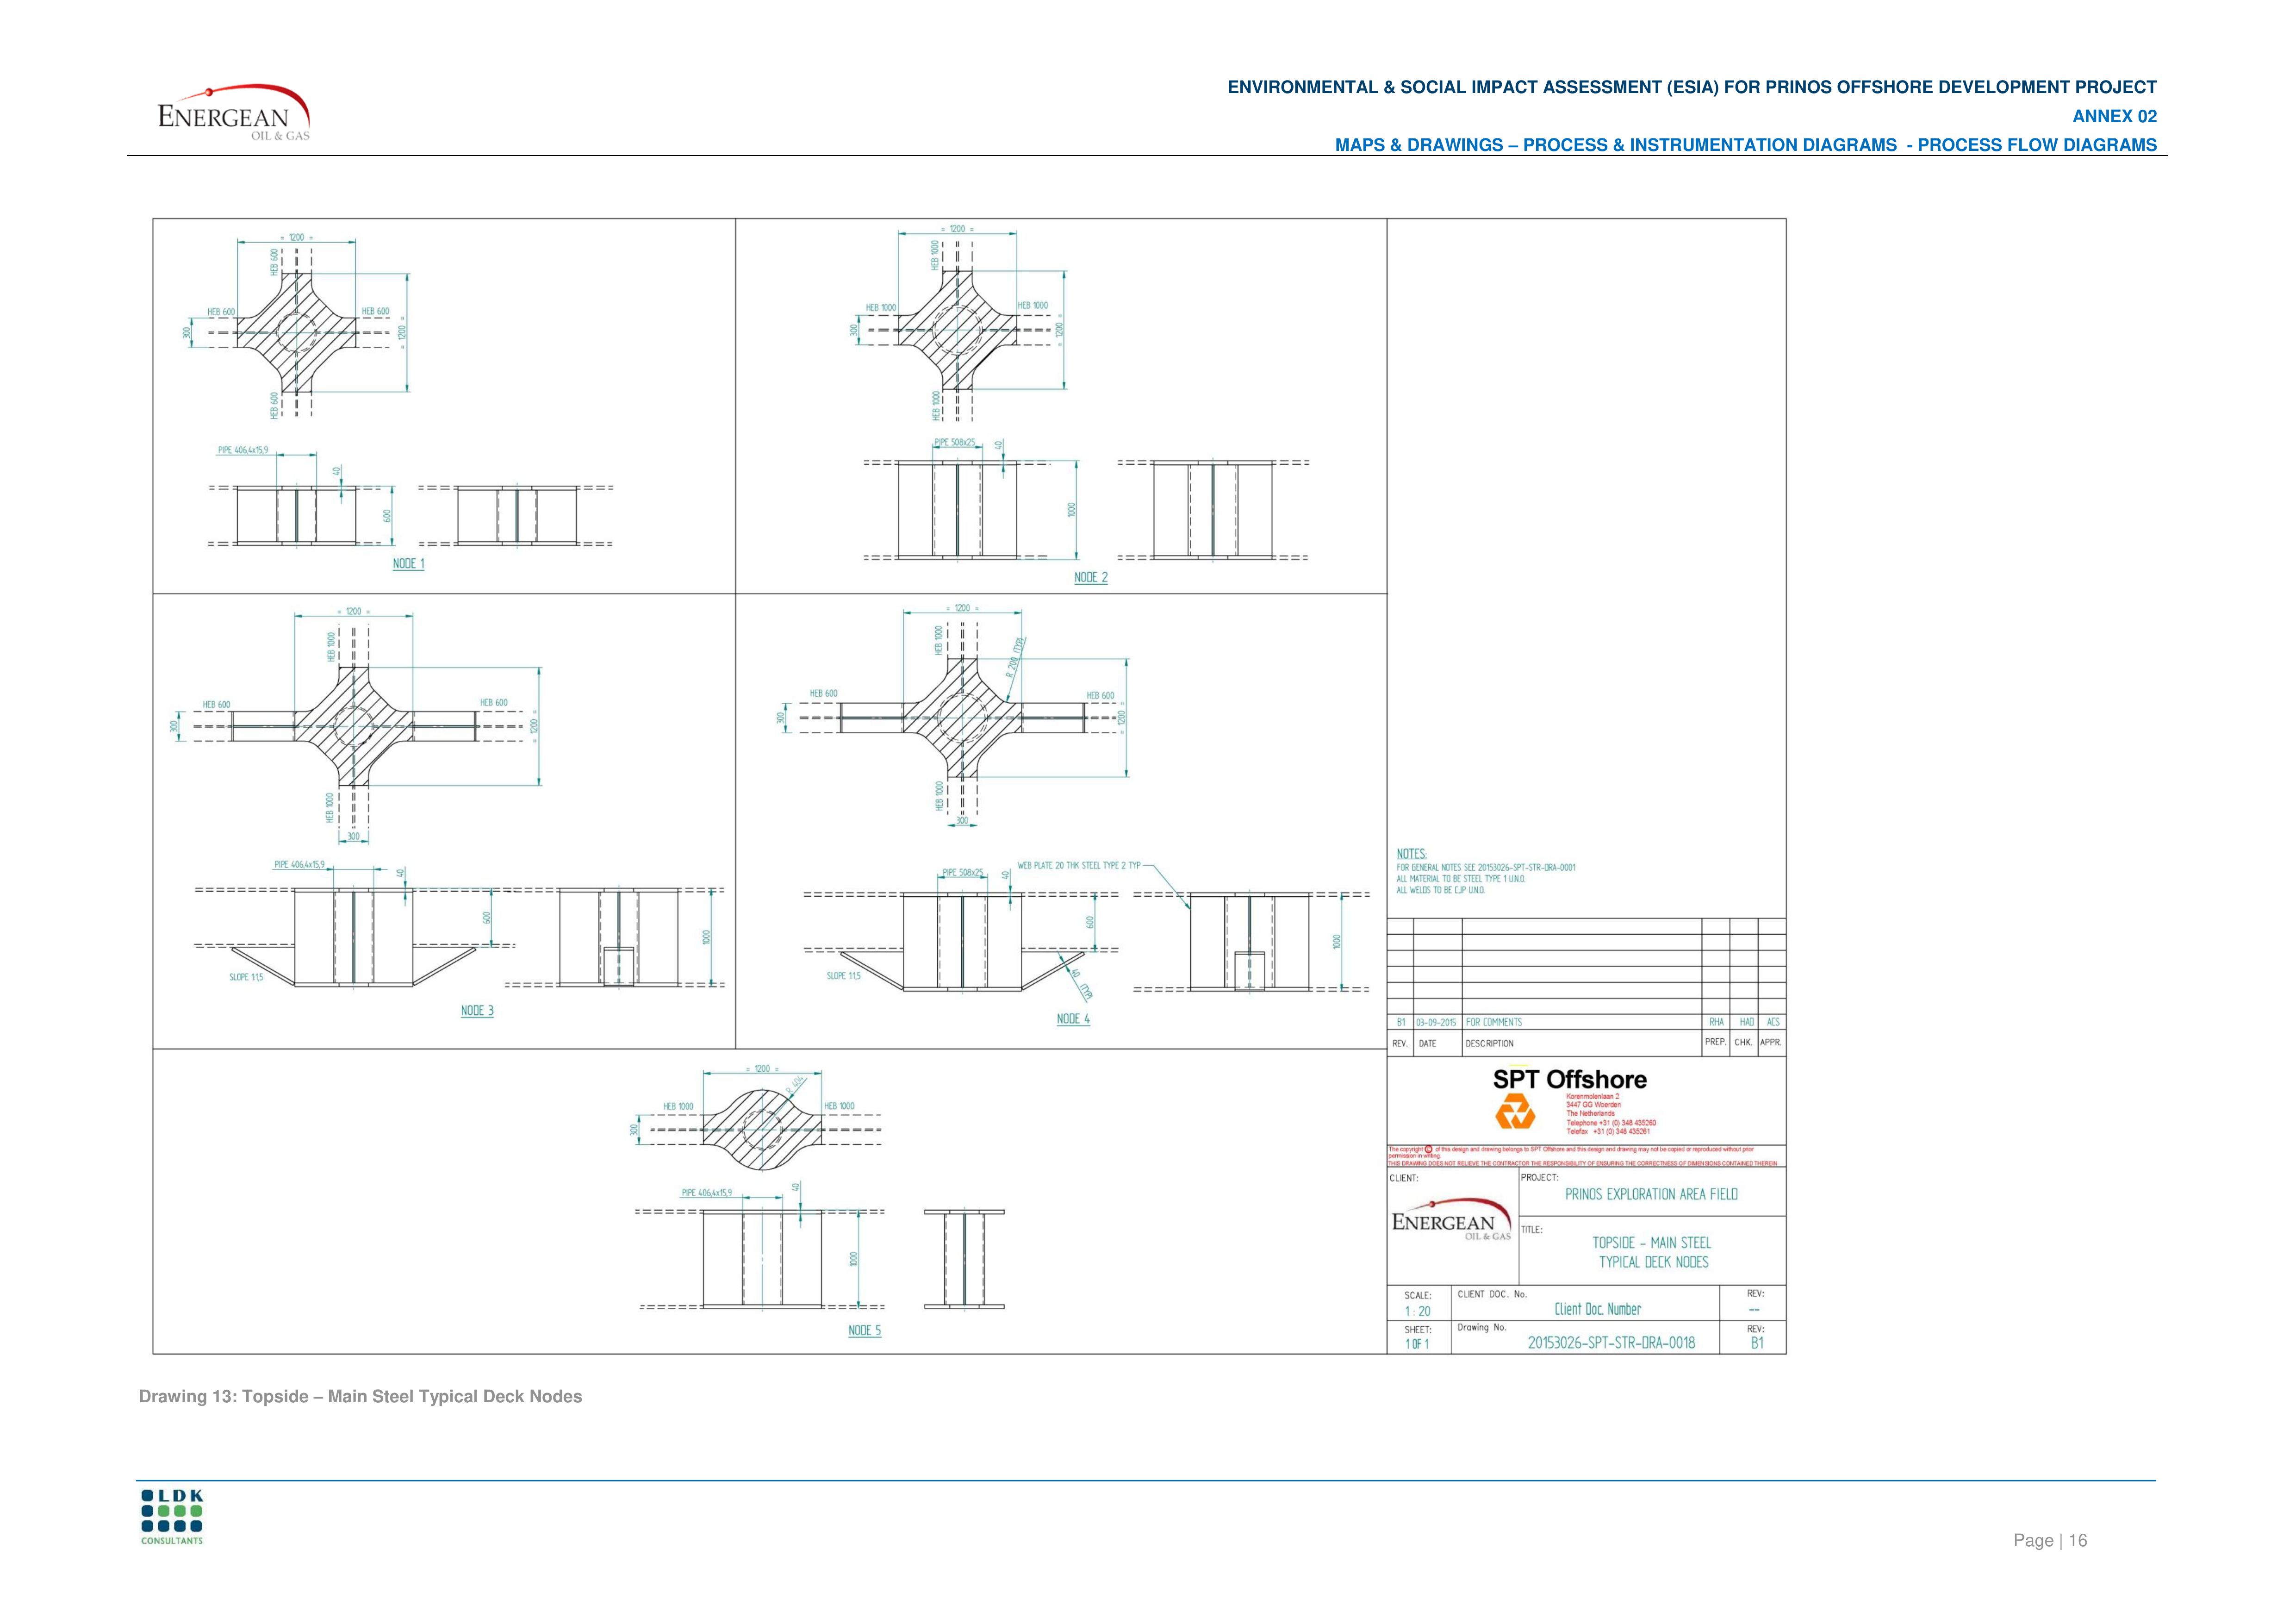 ENERGEAN
OIL & GAS
ENVIRONMENTAL & SOCIAL IMPACT ASSESSMENT (ESIA) FOR PRINOS OFFSHORE DEVELOPMENT PROJECT
ANNEX 02
MAPS & DRAWINGS – PROCESS & INSTRUMENTATION DIAGRAMS - PROCESS FLOW DIAGRAMS
= 1200 =
HEB 600
HEB 600
HEB 600
300
= 1200 =
HEB 600
PIPE 406,4x15,9
40
600
NODE 1
= 1200 =
HEB 1000
HEB 1000
HEB 1000
300
= 1200 =
HEB 1000
PIPE 508x25
40
1000
NODE 2
= 1200 =
HEB 1000
HEB 600
HEB 600
300
= 1200 =
HEB 1000
300
PIPE 406,4x15,9
40
600
1000
SLOPE 1:1,5
NODE 3
= 1200 =
HEB 1000
R 200 (TYP)
HEB 600
HEB 600
300
= 1200 =
HEB 1000
300
WEB PLATE 20 THK STEEL TYPE 2 TYP
PIPE 508x25
40
600
1000
SLOPE 1:1,5
40 (TYP)
NODE 4
= 1200 =
R 404
HEB 1000
HEB 1000
300
PIPE 406,4x15,9
40
1000
NODE 5
NOTES:
FOR GENERAL NOTES SEE 20153026-SPT-STR-DRA-0001
ALL MATERIAL TO BE STEEL TYPE 1 U.N.O.
ALL WELDS TO BE CJP U.N.O.
B1 03-09-2015 FOR COMMENTS RHA HAD ACS
REV. DATE DESCRIPTION PREP. CHK. APPR.
SPT Offshore
Korenmolenlaan 2
3447 GG Woerden
The Netherlands
Telephone +31 (0) 348 435260
Telefax +31 (0) 348 435261
The copyright © of this design and drawing belongs to SPT Offshore and this design and drawing may not be copied or reproduced without prior
permission in writing.
THIS DRAWING DOES NOT RELIEVE THE CONTRACTOR THE RESPONSIBILITY OF ENSURING THE CORRECTNESS OF DIMENSIONS CONTAINED THEREIN
CLIENT:
ENERGEAN
OIL & GAS
PROJECT:
PRINOS EXPLORATION AREA FIELD
TITLE:
TOPSIDE - MAIN STEEL
TYPICAL DECK NODES
SCALE:
1 : 20
CLIENT DOC. No.
Client Doc. Number
REV:
--
SHEET:
1 OF 1
Drawing No.
20153026-SPT-STR-DRA-0018
REV:
B1
Drawing 13: Topside – Main Steel Typical Deck Nodes
LDK
CONSULTANTS
Page | 16